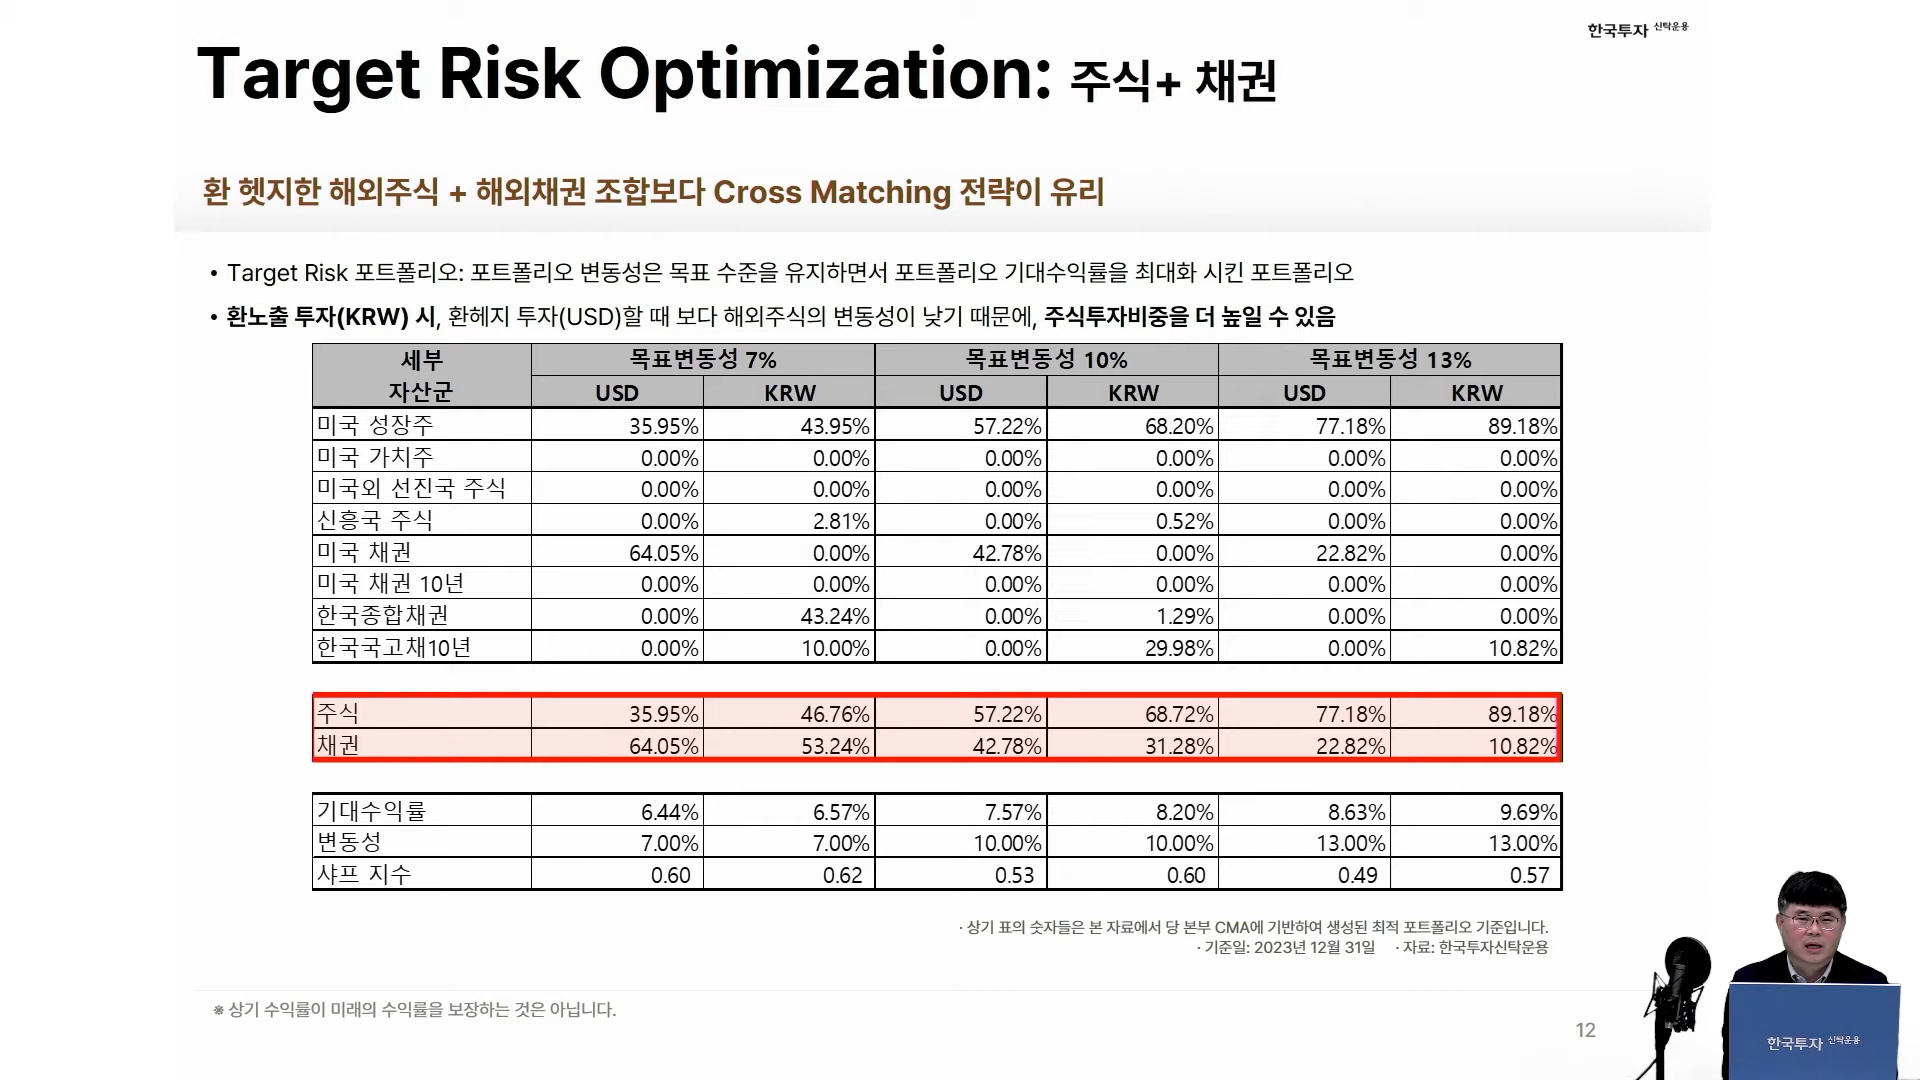 한국투자 신탁운용
Target Risk Optimization: 주식+ 채권
환 헷지한 해외주식 + 해외채권 조합보다 Cross Matching 전략이 유리
• Target Risk 포트폴리오: 포트폴리오 변동성은 목표 수준을 유지하면서 포트폴리오 기대수익률을 최대화 시킨 포트폴리오
• 환노출 투자(KRW) 시, 환헤지 투자(USD)할 때 보다 해외주식의 변동성이 낮기 때문에, 주식투자비중을 더 높일 수 있음
세부 자산군 목표변동성 7% 목표변동성 10% 목표변동성 13%
USD KRW USD KRW USD KRW
미국 성장주 35.95% 43.95% 57.22% 68.20% 77.18% 89.18%
미국 가치주 0.00% 0.00% 0.00% 0.00% 0.00% 0.00%
미국외 선진국 주식 0.00% 0.00% 0.00% 0.00% 0.00% 0.00%
신흥국 주식 0.00% 2.81% 0.00% 0.52% 0.00% 0.00%
미국 채권 64.05% 0.00% 42.78% 0.00% 22.82% 0.00%
미국 채권 10년 0.00% 0.00% 0.00% 0.00% 0.00% 0.00%
한국종합채권 0.00% 43.24% 0.00% 1.29% 0.00% 0.00%
한국국고채10년 0.00% 10.00% 0.00% 29.98% 0.00% 10.82%
주식 35.95% 46.76% 57.22% 68.72% 77.18% 89.18%
채권 64.05% 53.24% 42.78% 31.28% 22.82% 10.82%
기대수익률 6.44% 6.57% 7.57% 8.20% 8.63% 9.69%
변동성 7.00% 7.00% 10.00% 10.00% 13.00% 13.00%
샤프 지수 0.60 0.62 0.53 0.60 0.49 0.57
· 상기 표의 숫자들은 본 자료에서 당 본부 CMA에 기반하여 생성된 최적 포트폴리오 기준입니다.
· 기준일: 2023년 12월 31일 · 자료: 한국투자신탁운용
※ 상기 수익률이 미래의 수익률을 보장하는 것은 아닙니다.
12
한국투자 신탁운용